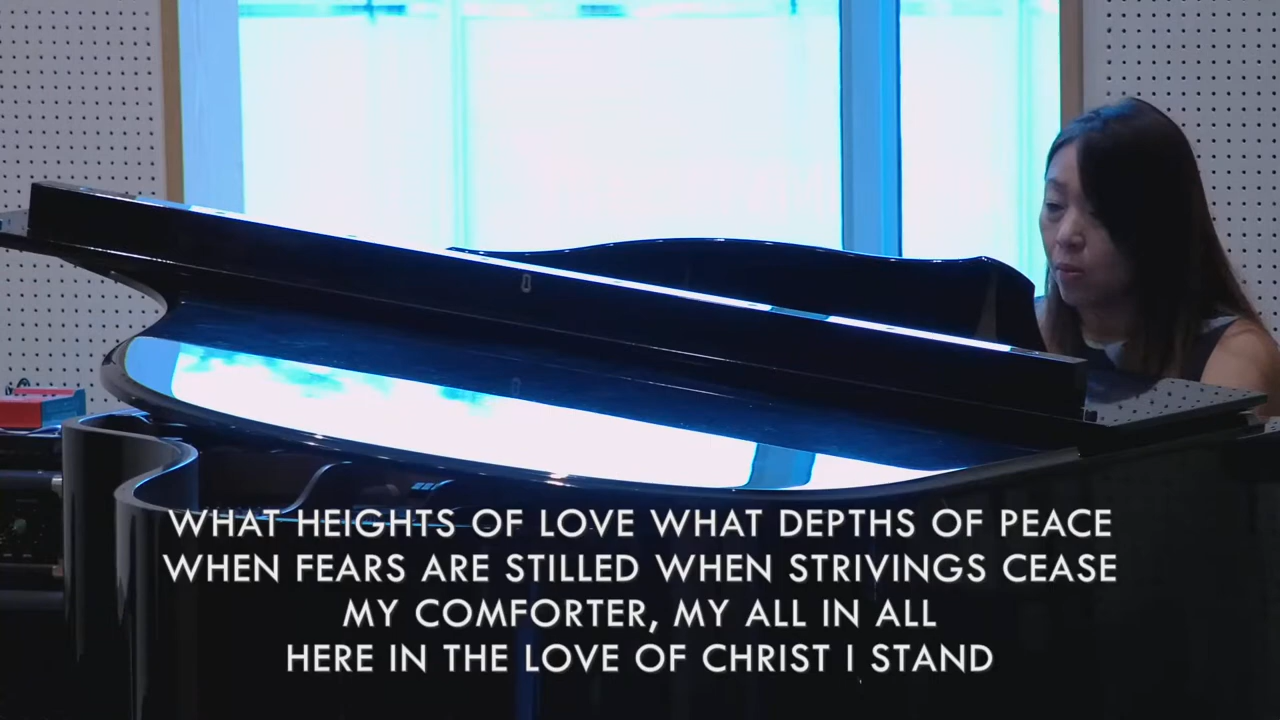 WHAT HEIGHTS OF LOVE WHAT DEPTHS OF PEACE
WHEN FEARS ARE STILLED WHEN STRIVINGS CEASE
MY COMFORTER, MY ALL IN ALL
HERE IN THE LOVE OF CHRIST I STAND